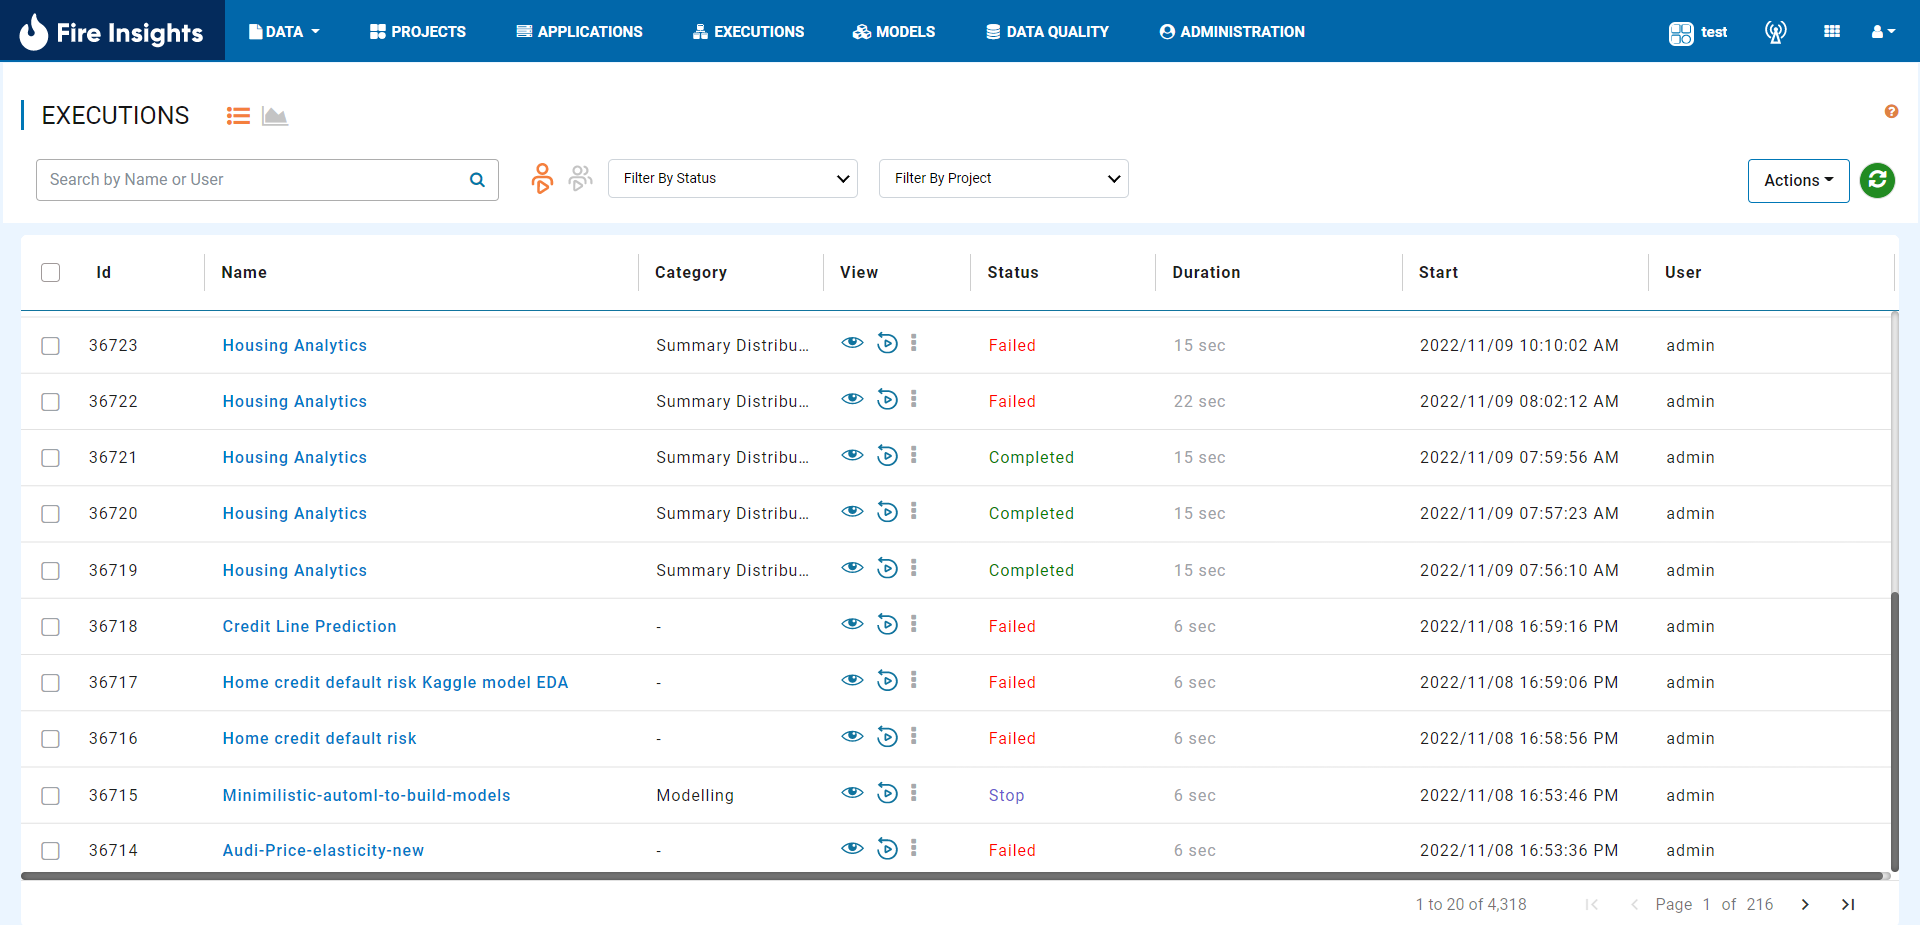 Fire Insights DATA PROJECTS APPLICATIONS EXECUTIONS MODELS DATA QUALITY ADMINISTRATION test
EXECUTIONS ?
Search by Name or User Filter By Status Filter By Project Actions
Id Name Category View Status Duration Start User
36723 Housing Analytics Summary Distribu... Failed 15 sec 2022/11/09 10:10:02 AM admin
36722 Housing Analytics Summary Distribu... Failed 22 sec 2022/11/09 08:02:12 AM admin
36721 Housing Analytics Summary Distribu... Completed 15 sec 2022/11/09 07:59:56 AM admin
36720 Housing Analytics Summary Distribu... Completed 15 sec 2022/11/09 07:57:23 AM admin
36719 Housing Analytics Summary Distribu... Completed 15 sec 2022/11/09 07:56:10 AM admin
36718 Credit Line Prediction - Failed 6 sec 2022/11/08 16:59:16 PM admin
36717 Home credit default risk Kaggle model EDA - Failed 6 sec 2022/11/08 16:59:06 PM admin
36716 Home credit default risk - Failed 6 sec 2022/11/08 16:58:56 PM admin
36715 Minimilistic-automl-to-build-models Modelling Stop 6 sec 2022/11/08 16:53:46 PM admin
36714 Audi-Price-elasticity-new - Failed 6 sec 2022/11/08 16:53:36 PM admin
1 to 20 of 4,318 Page 1 of 216